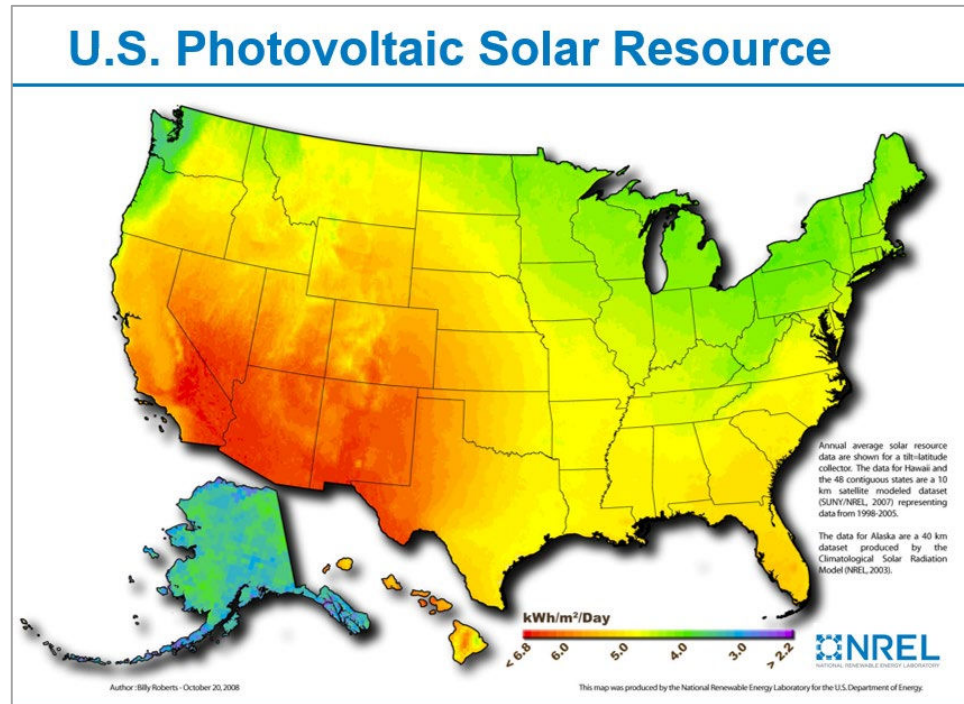 U.S. Photovoltaic Solar Resource
Annual average solar resource
data are shown for a tilt=latitude
collector. The data for Hawaii and
the 48 contiguous states are a 10
km satellite modeled dataset
(SUNY/NREL, 2007) representing
data from 1998-2005.
The data for Alaska are a 40 km
dataset produced by the
Climatological Solar Radiation
Model (NREL, 2003).
kWh/m²/Day
< 6.8 6.0 5.0 4.0 3.0 > 2.2
NREL
NATIONAL RENEWABLE ENERGY LABORATORY
Author : Billy Roberts - October 20, 2008
This map was produced by the National Renewable Energy Laboratory for the U.S. Department of Energy.